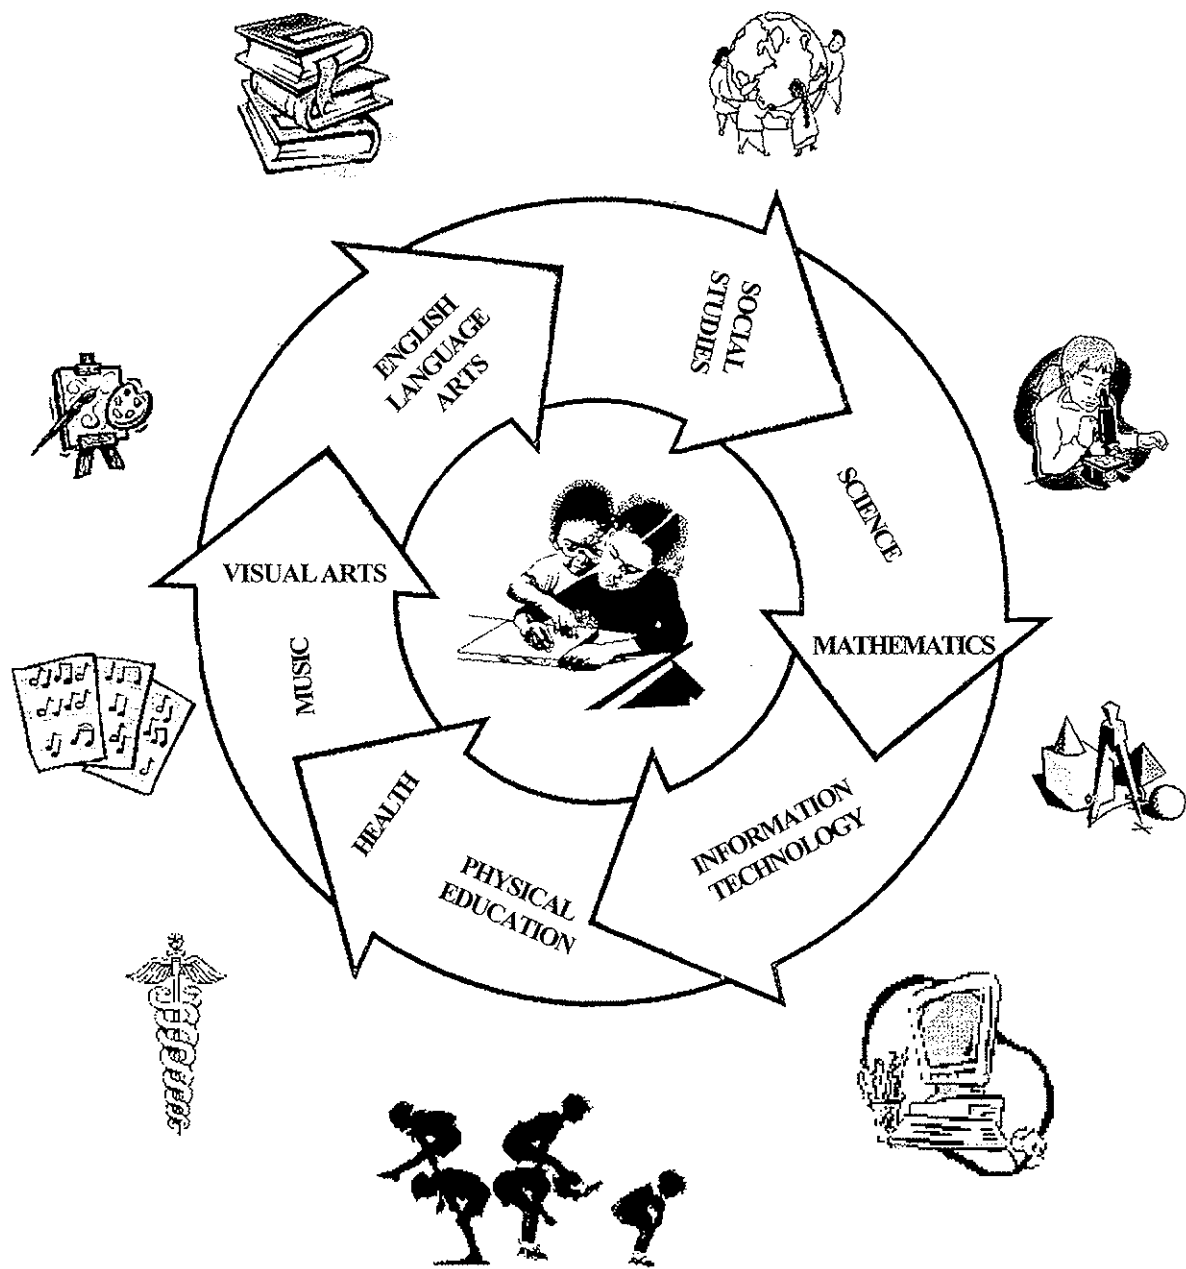 ENGLISH
LANGUAGE
ARTS
SOCIAL
STUDIES
SCIENCE
MATHEMATICS
INFORMATION
TECHNOLOGY
PHYSICAL
EDUCATION
HEALTH
MUSIC
VISUAL ARTS